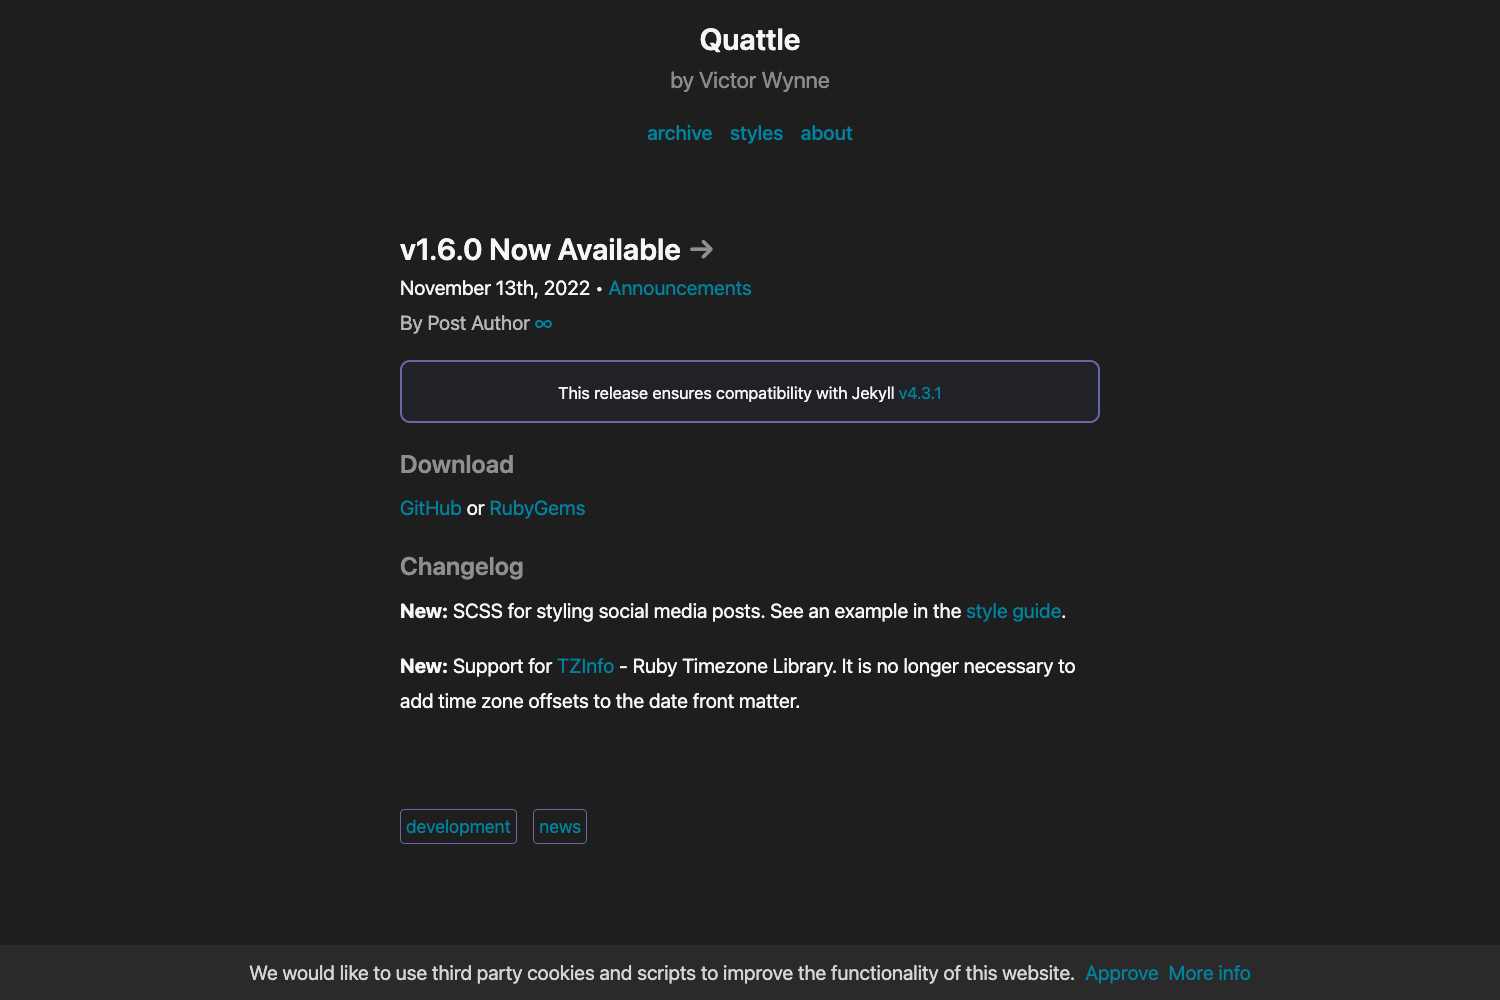 Quattle
by Victor Wynne
archive styles about
v1.6.0 Now Available →
November 13th, 2022 • Announcements
By Post Author ∞
This release ensures compatibility with Jekyll v4.3.1
Download
GitHub or RubyGems
Changelog
New: SCSS for styling social media posts. See an example in the style guide.
New: Support for TZInfo - Ruby Timezone Library. It is no longer necessary to
add time zone offsets to the date front matter.
development news
We would like to use third party cookies and scripts to improve the functionality of this website. Approve More info